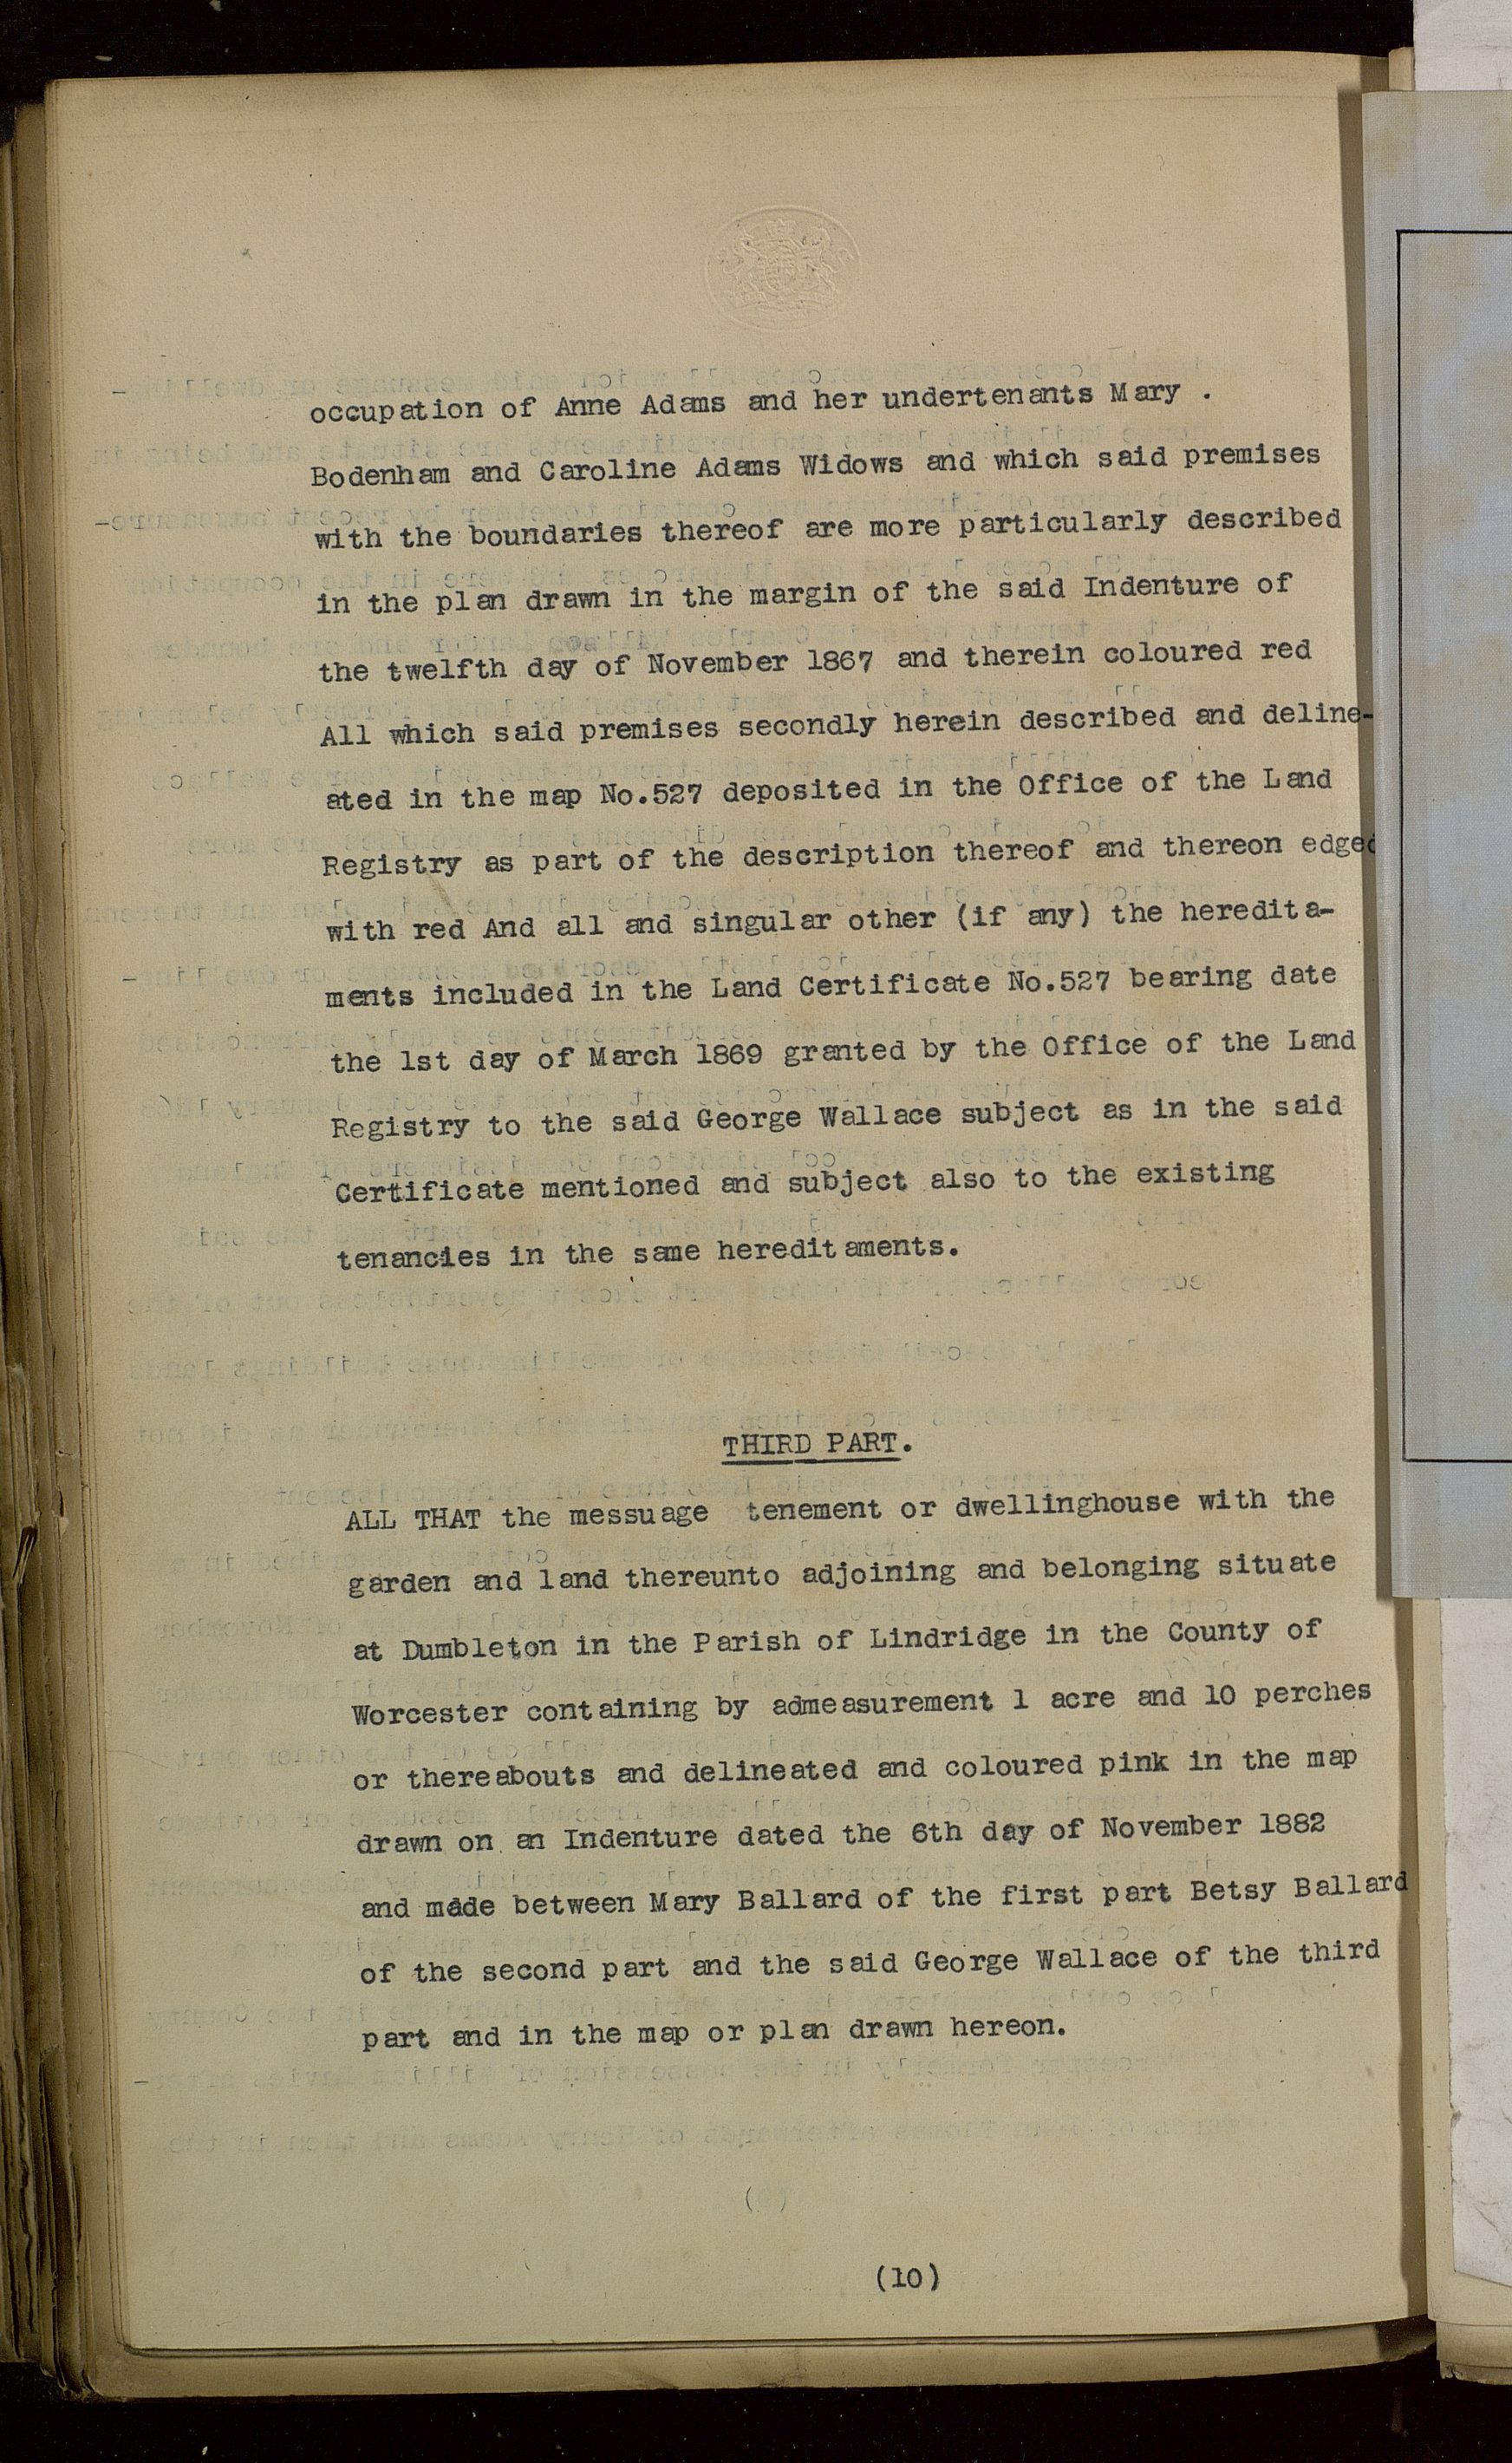 occupation of Anne Adams and her undertenants Mary .
Bodenham and Caroline Adams Widows and which said premises
with the boundaries thereof are more particularly described
in the plan drawn in the margin of the said Indenture of
the twelfth day of November 1867 and therein coloured red
All which said premises secondly herein described and deline-
ated in the map No.527 deposited in the Office of the Land
Registry as part of the description thereof and thereon edged
with red And all and singular other (if any) the heredita-
ments included in the Land Certificate No.527 bearing date
the 1st day of March 1869 granted by the Office of the Land
Registry to the said George Wallace subject as in the said
Certificate mentioned and subject also to the existing
tenancies in the same hereditaments.
THIRD PART.
ALL THAT the messuage tenement or dwellinghouse with the
garden and land thereunto adjoining and belonging situate
at Dumbleton in the Parish of Lindridge in the County of
Worcester containing by admeasurement 1 acre and 10 perches
or thereabouts and delineated and coloured pink in the map
drawn on an Indenture dated the 6th day of November 1882
and made between Mary Ballard of the first part Betsy Ballard
of the second part and the said George Wallace of the third
part and in the map or plan drawn hereon.
(10)